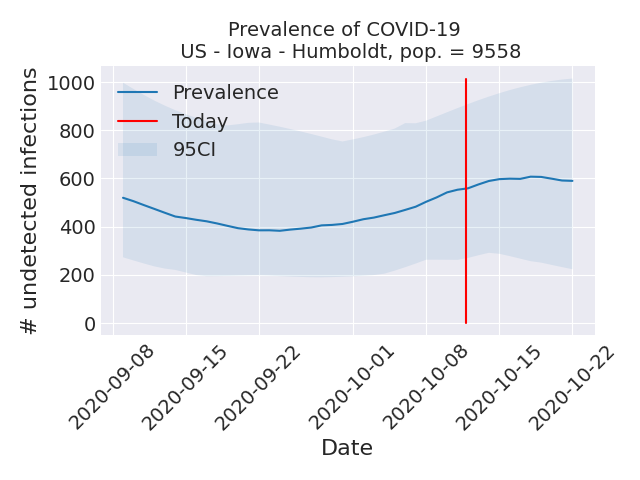 Prevalence of COVID-19
US - Iowa - Humboldt, pop. = 9558
# undetected infections
1000
800
600
400
200
0
Prevalence
Today
95CI
2020-09-08
2020-09-15
2020-09-22
2020-10-01
2020-10-08
2020-10-15
2020-10-22
Date